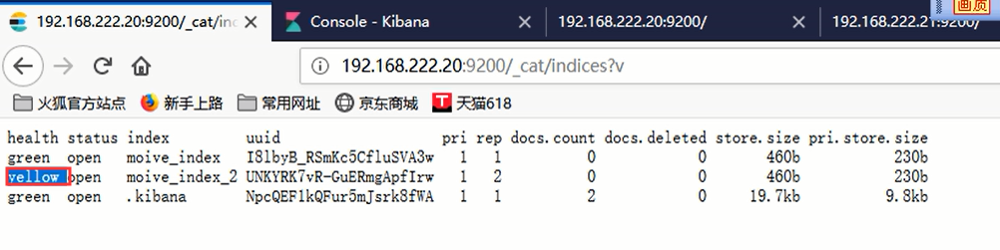 192.168.222.20:9200/_cat/indi Console - Kibana 192.168.222.20:9200/ 192.168.222.21:9200/ 画质
192.168.222.20:9200/_cat/indices?v
火狐官方站点 新手上路 常用网址 京东商城 T 天猫618
health status index uuid pri rep docs.count docs.deleted store.size pri.store.size
green open moive_index I8lbyB_RSmKc5CfluSVA3w 1 1 0 0 460b 230b
yellow open moive_index_2 UNKYRK7vR-GuERmgApfIrw 1 2 0 0 460b 230b
green open .kibana NpcQEF1kQFur5mJsrk8fWA 1 1 2 0 19.7kb 9.8kb